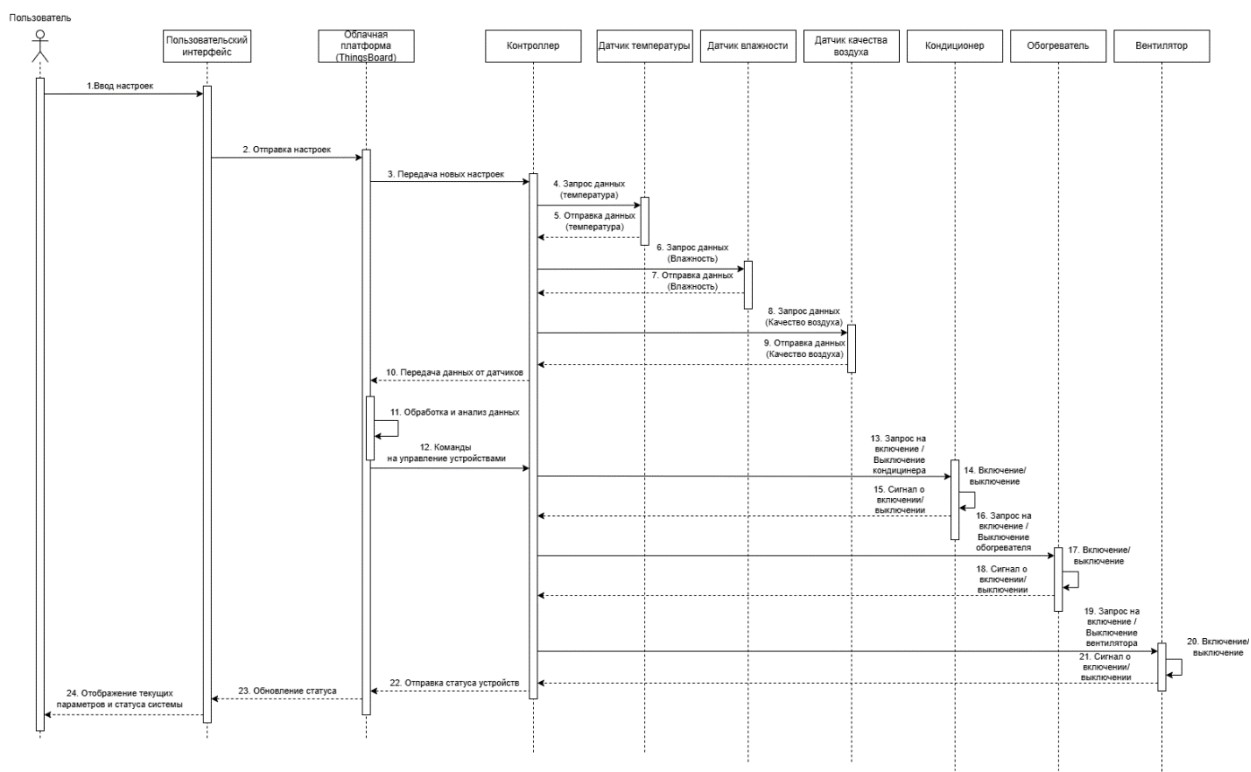 Пользователь
Пользовательский
интерфейс
Облачная
платформа
(ThingsBoard)
Контроллер
Датчик температуры
Датчик влажности
Датчик качества
воздуха
Кондиционер
Обогреватель
Вентилятор
1.Ввод настроек
2. Отправка настроек
3. Передача новых настроек
4. Запрос данных
(температура)
5. Отправка данных
(температура)
6. Запрос данных
(Влажность)
7. Отправка данных
(Влажность)
8. Запрос данных
(Качество воздуха)
9. Отправка данных
(Качество воздуха)
10. Передача данных от датчиков
11. Обработка и анализ данных
12. Команды
на управление устройствами
13. Запрос на
включение /
Выключение
кондицинера
14. Включение/
выключение
15. Сигнал о
включении/
выключении
16. Запрос на
включение /
Выключение
обогревателя
17. Включение/
выключение
18. Сигнал о
включении/
выключении
19. Запрос на
включение /
Выключение
вентилятора
20. Включение/
выключение
21. Сигнал о
включении/
выключении
22. Отправка статуса устройств
23. Обновление статуса
24. Отображение текущих
параметров и статуса системы